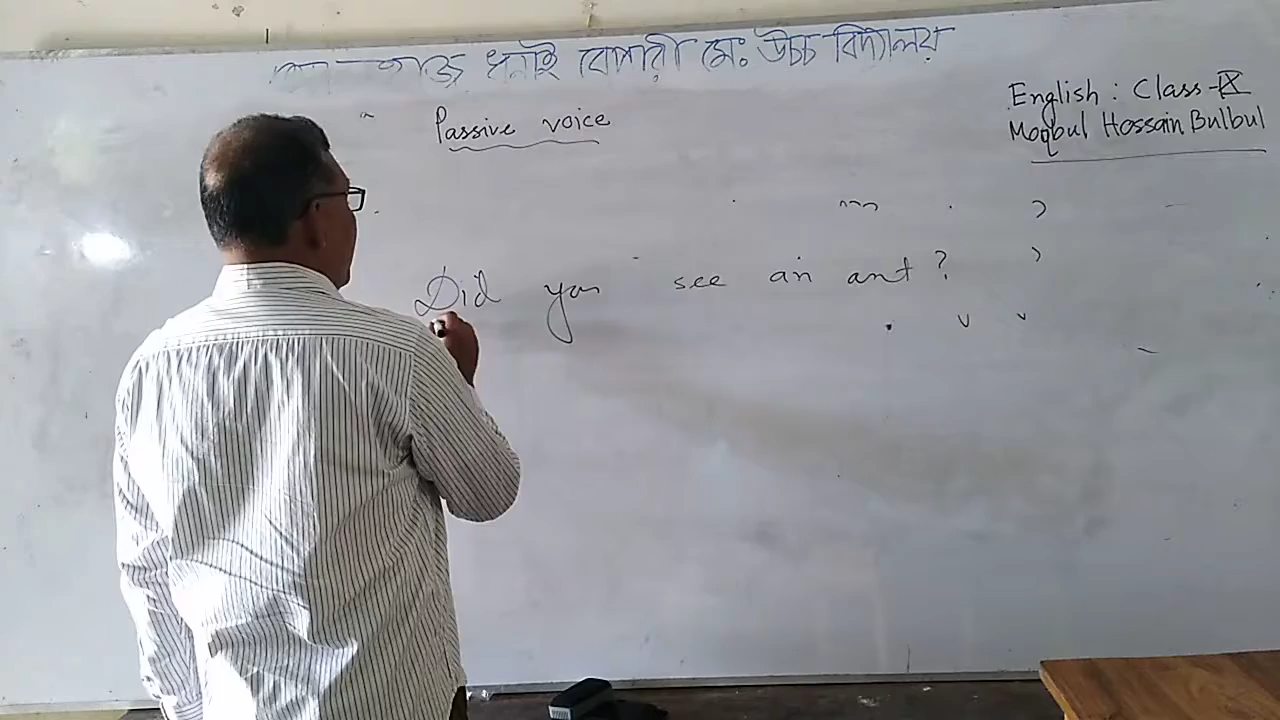 ধনাই বেপারী মেঃ উচ্চ বিদ্যালয়
Passive voice
English : Class-IX
Moqbul Hossain Bulbul
Did you see an ant ?